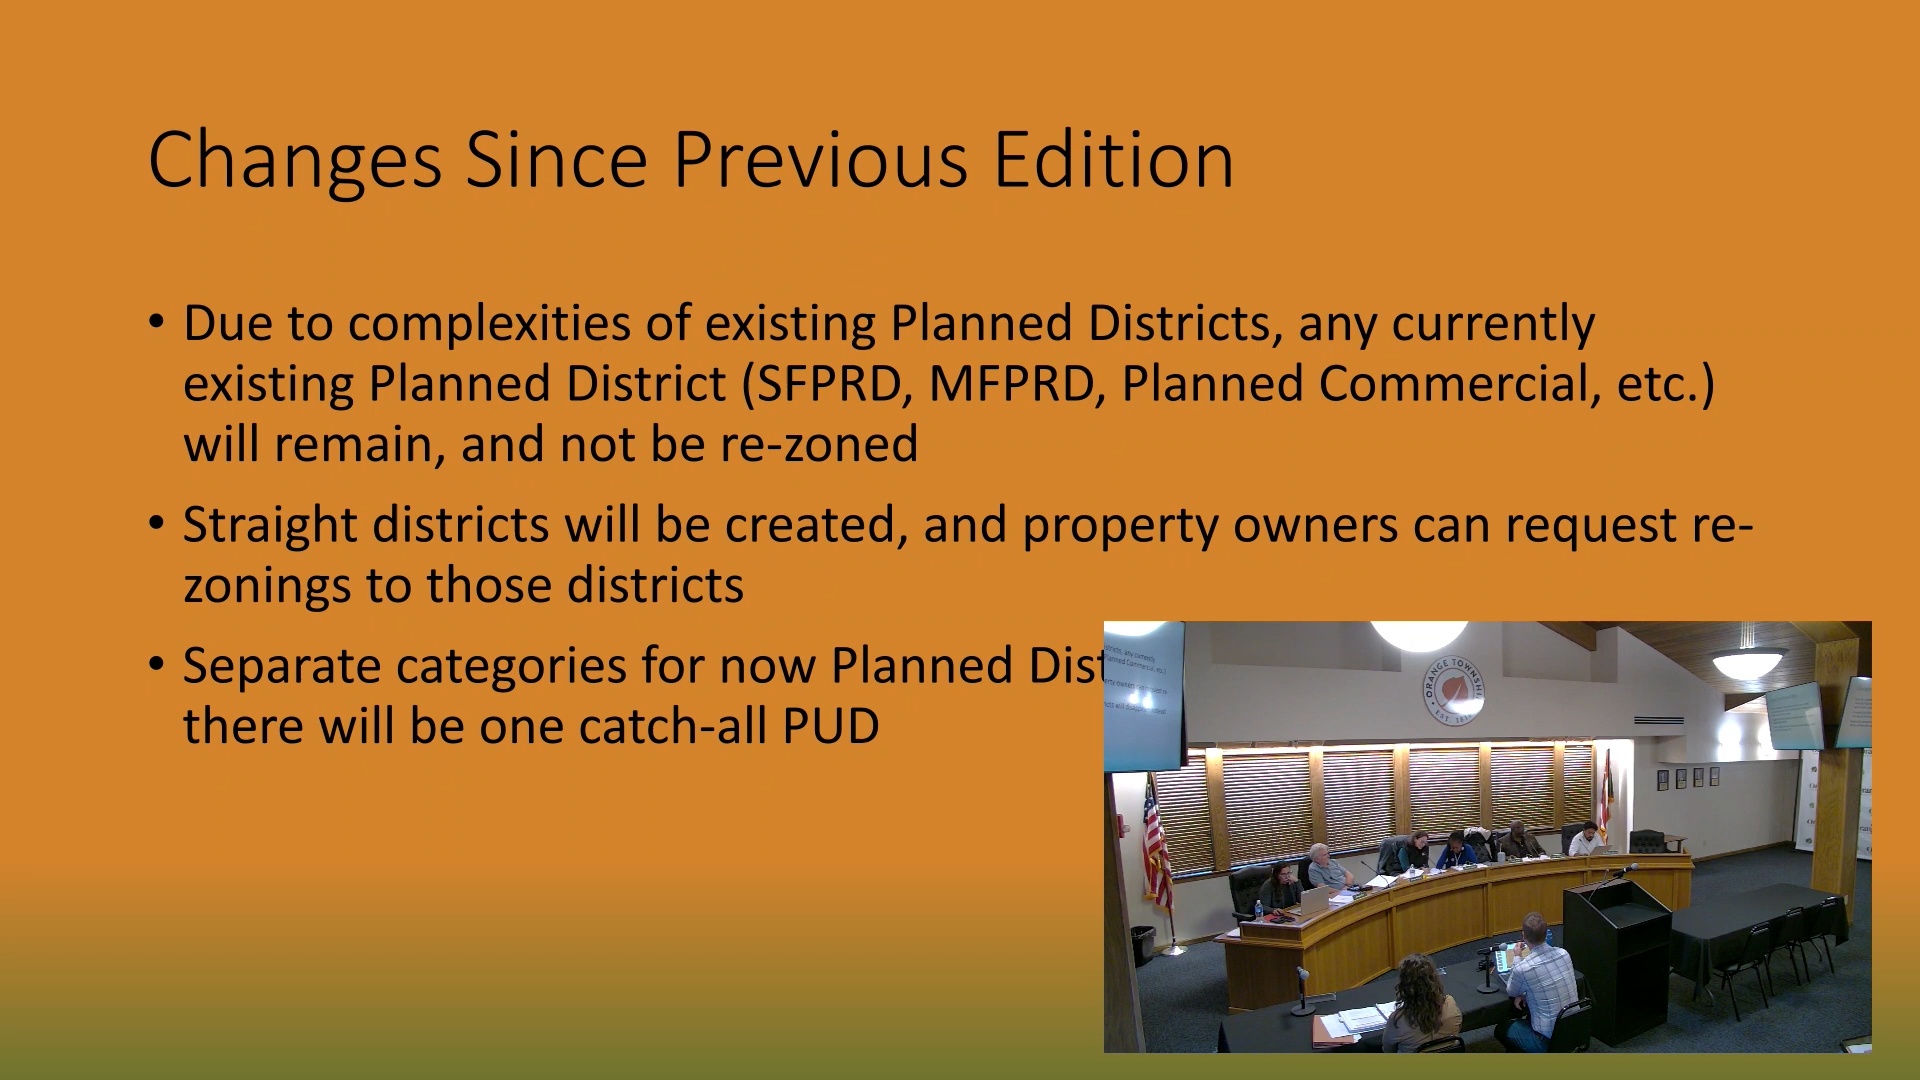 Changes Since Previous Edition
• Due to complexities of existing Planned Districts, any currently
existing Planned District (SFPRD, MFPRD, Planned Commercial, etc.)
will remain, and not be re-zoned
• Straight districts will be created, and property owners can request re-
zonings to those districts
• Separate categories for now Planned Dist
there will be one catch-all PUD
ORANGE TOWNSHIP